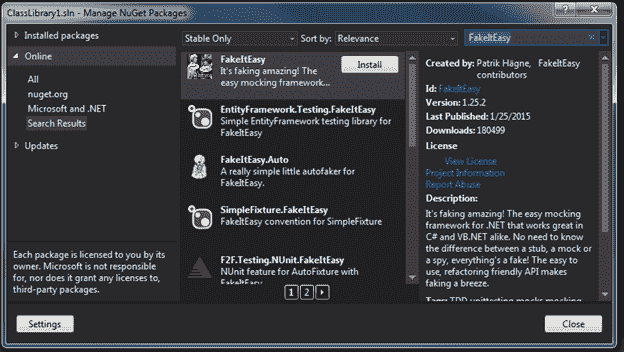 ClassLibrary1.sln - Manage NuGet Packages
Installed packages
Online
All
nuget.org
Microsoft and .NET
Search Results
Updates
Each package is licensed to you by its
owner. Microsoft is not responsible
for, nor does it grant any licenses to,
third-party packages.
Settings
Stable Only
Sort by: Relevance
FakeItEasy
FakeItEasy
It's faking amazing! The
easy mocking framework...
Install
EntityFramework.Testing.FakeItEasy
Simple EntityFramework testing library for
FakeItEasy
FakeItEasy.Auto
A really simple little autofaker for
FakeItEasy.
SimpleFixture.FakeItEasy
FakeItEasy convention for SimpleFixture
F2F.Testing.NUnit.FakeItEasy
NUnit feature for AutoFixture with
FakeItEasy
1 2
Created by: Patrik Hägne, FakeItEasy
contributors
Id: FakeItEasy
Version: 1.25.2
Last Published: 1/25/2015
Downloads: 180499
License
View License
Project Information
Report Abuse
Description:
It's faking amazing! The easy mocking
framework for .NET that works great in
C# and VB.NET alike. No need to know
the difference between a stub, a mock or
a spy, everything's a fake! The easy to
use, refactoring friendly API makes
faking a breeze.
Tags: TDD unittesting mocks mocking
Close